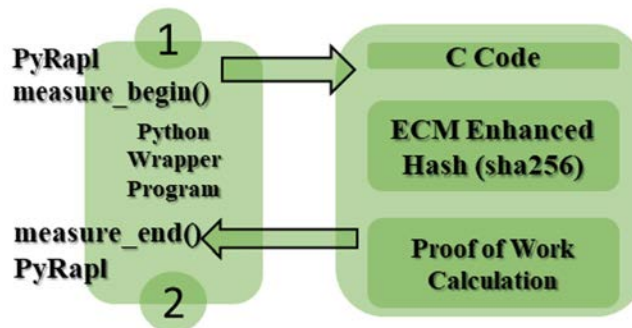 1
PyRapl
measure_begin()
Python
Wrapper
Program
measure_end()
PyRapl
2
C Code
ECM Enhanced
Hash (sha256)
Proof of Work
Calculation